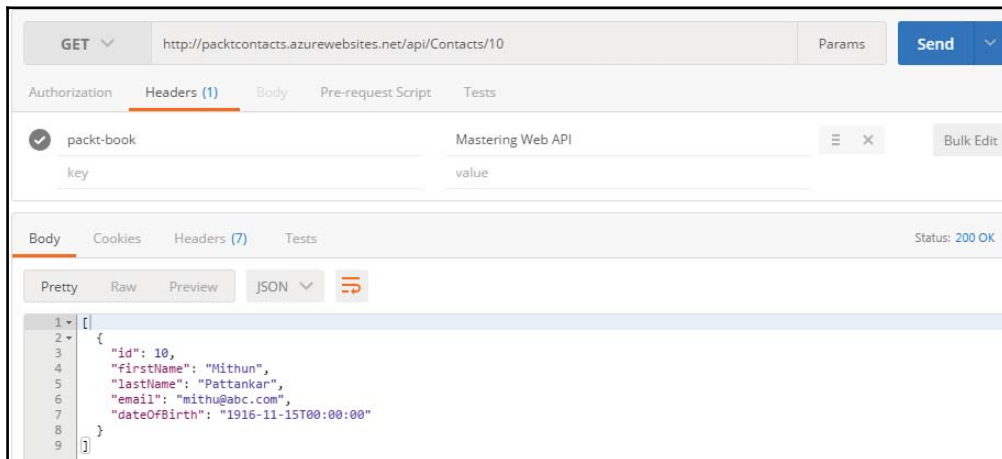 GET http://packtcontacts.azurewebsites.net/api/Contacts/10 Params Send
Authorization Headers (1) Body Pre-request Script Tests
packt-book Mastering Web API Bulk Edit
key value
Body Cookies Headers (7) Tests Status: 200 OK
Pretty Raw Preview JSON
1 [
2 {
3 "id": 10,
4 "firstName": "Mithun",
5 "lastName": "Pattankar",
6 "email": "mithu@abc.com",
7 "dateOfBirth": "1916-11-15T00:00:00"
8 }
9 ]